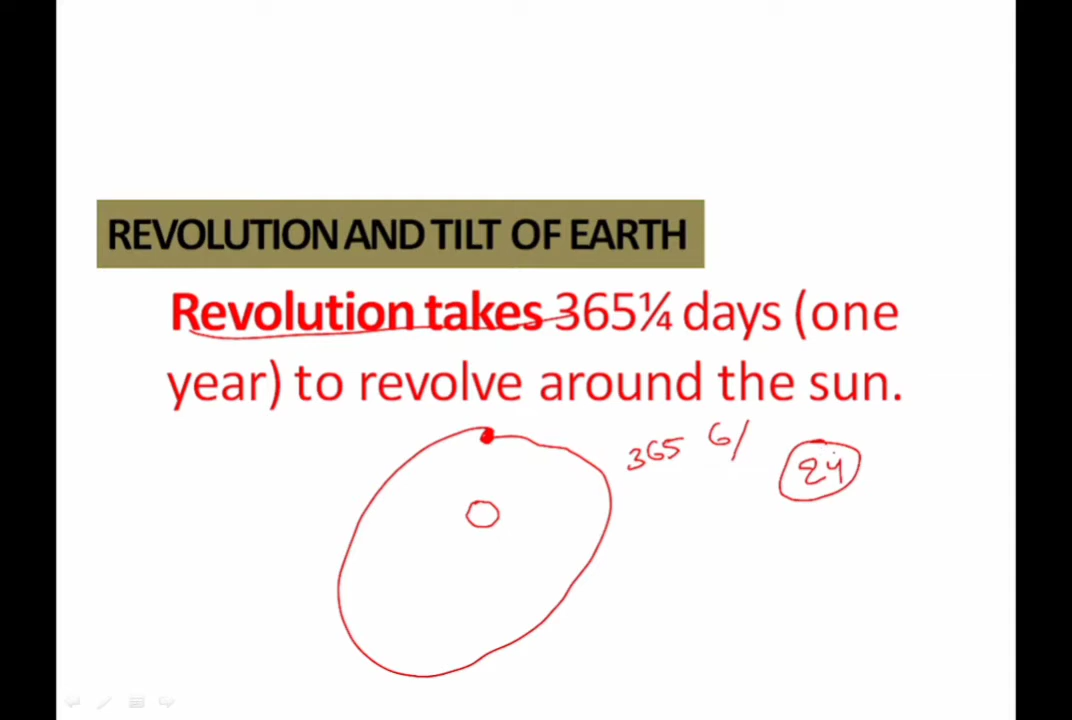 REVOLUTION AND TILT OF EARTH
Revolution takes 365¼ days (one
year) to revolve around the sun.
365 6/ 24